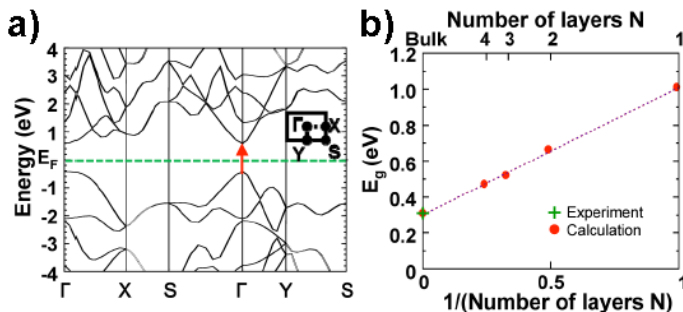 a)
4
3
2
1
E_F
-1
-2
-3
-4
Energy (eV)
Γ X S Γ Y S
Γ X
Y S
b)
Number of layers N
Bulk 4 3 2 1
1.2
1.0
0.8
0.6
0.4
0.2
0
E_g (eV)
Experiment
Calculation
0 0.5 1
1/(Number of layers N)